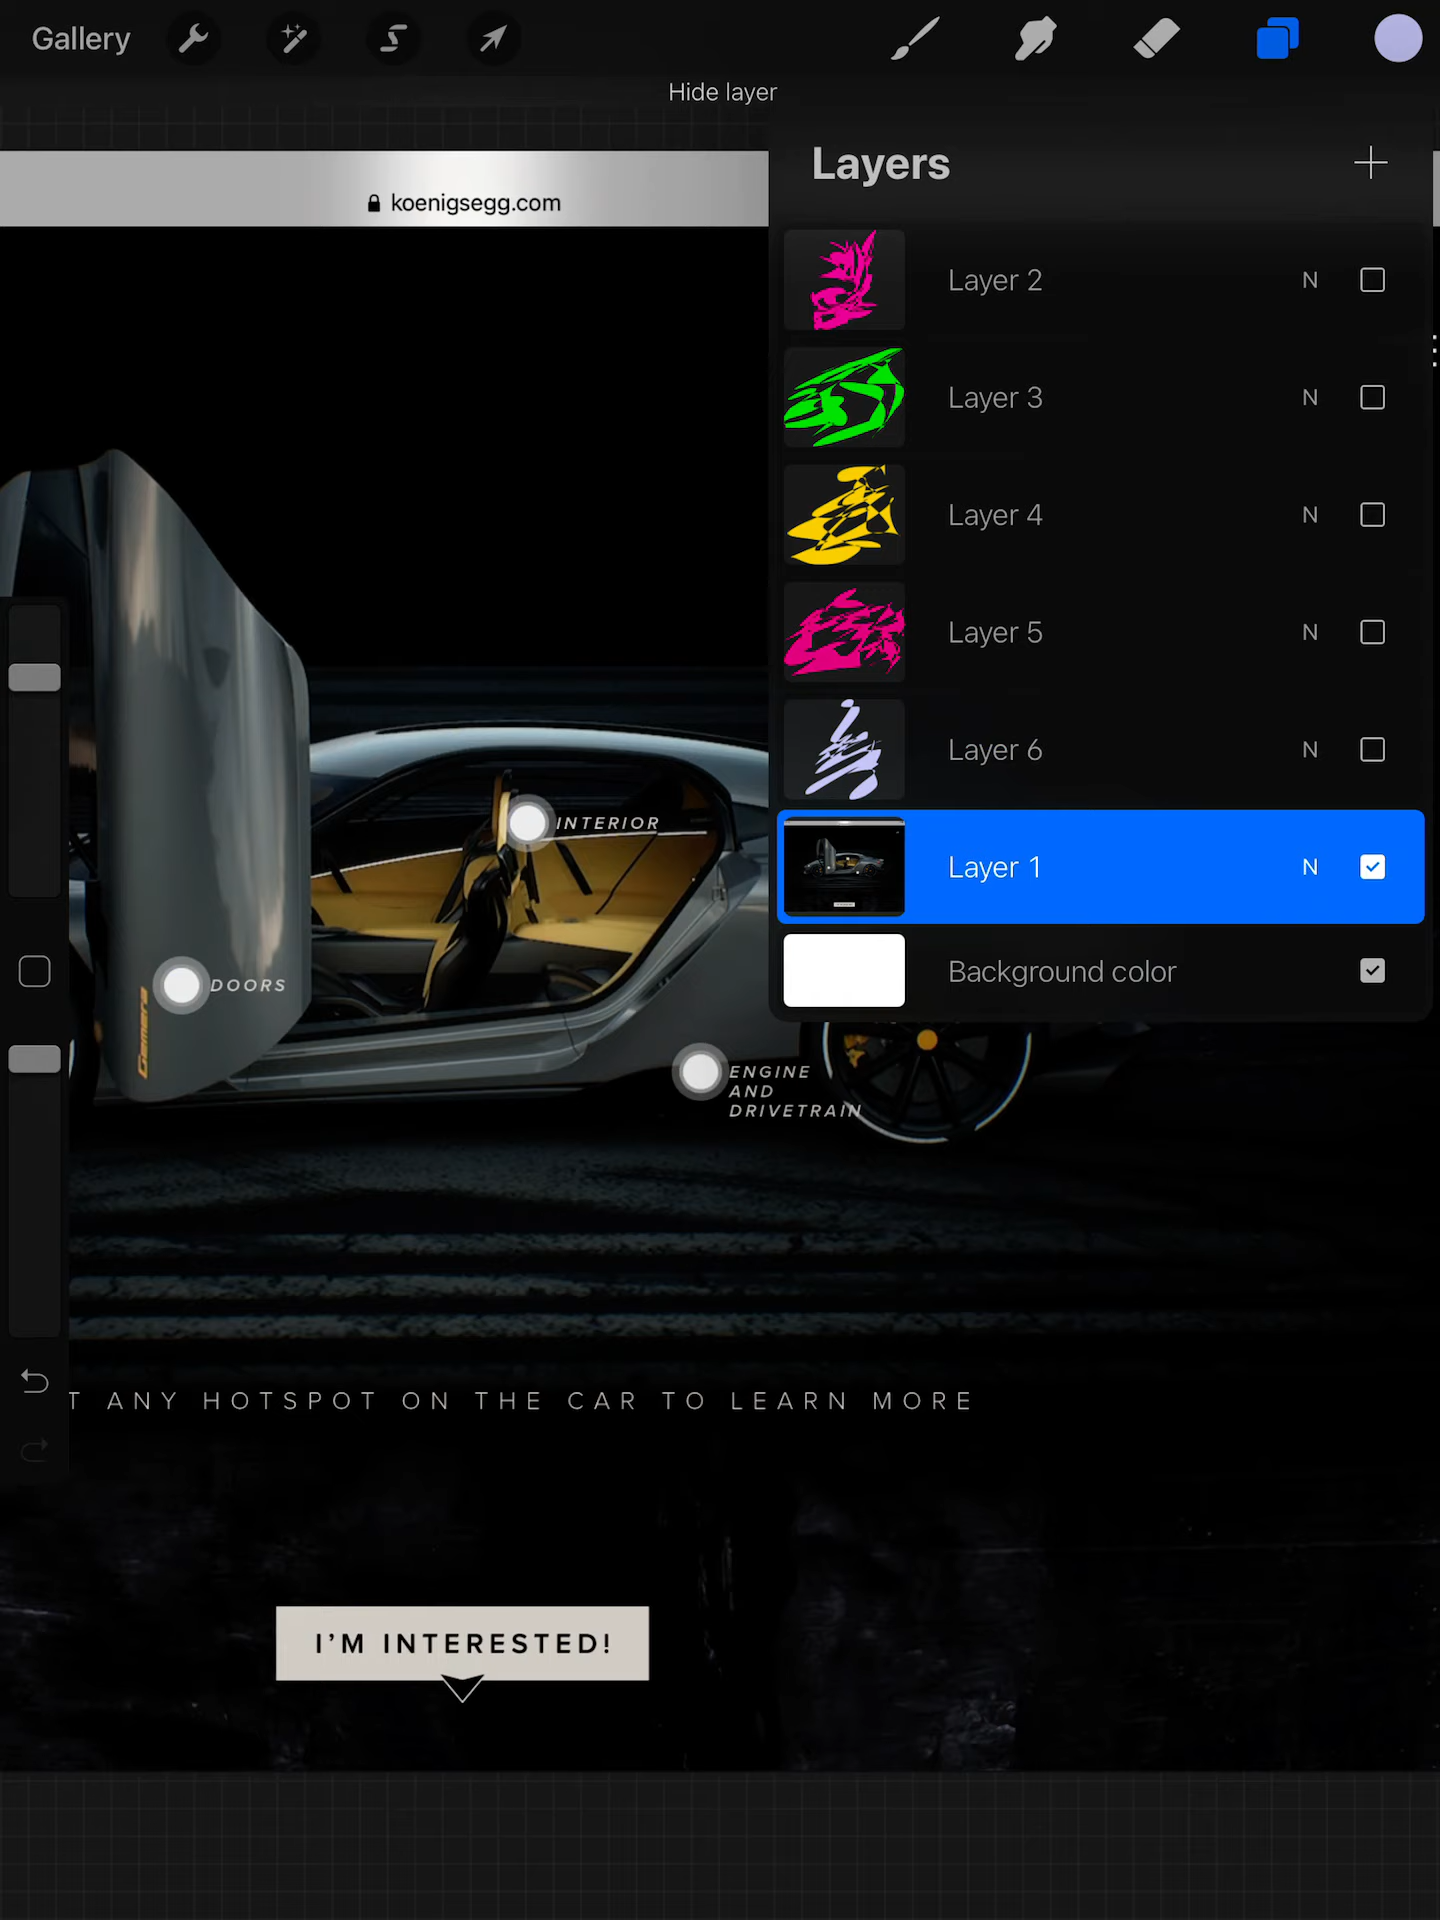 Gallery
Hide layer
Layers
koenigsegg.com
Layer 2 N
Layer 3 N
Layer 4 N
Layer 5 N
Layer 6 N
Layer 1 N
Background color
INTERIOR
DOORS
Gemera
ENGINE
AND
DRIVETRAIN
T ANY HOTSPOT ON THE CAR TO LEARN MORE
I’M INTERESTED!